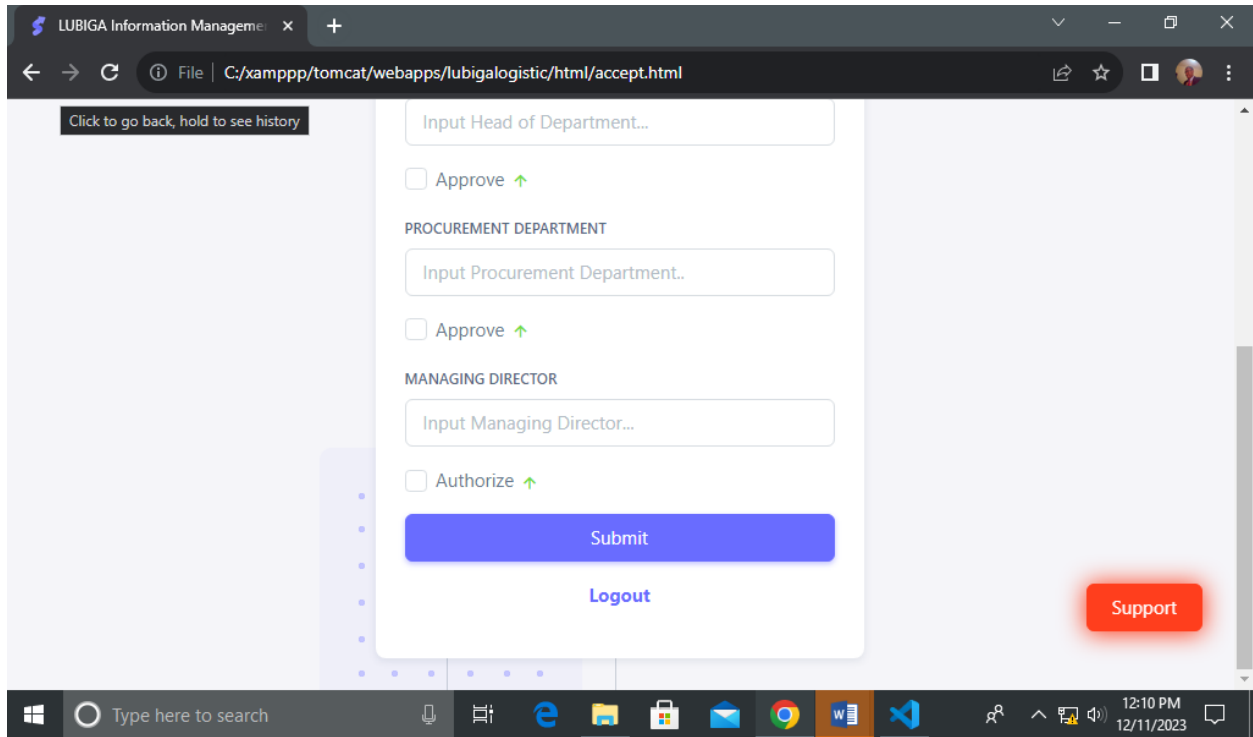 LUBIGA Information Manageme
File
C:/xamppp/tomcat/webapps/lubigalogistic/html/accept.html
Click to go back, hold to see history
Input Head of Department...
Approve
PROCUREMENT DEPARTMENT
Input Procurement Department..
Approve
MANAGING DIRECTOR
Input Managing Director...
Authorize
Submit
Logout
Support
Type here to search
12:10 PM
12/11/2023